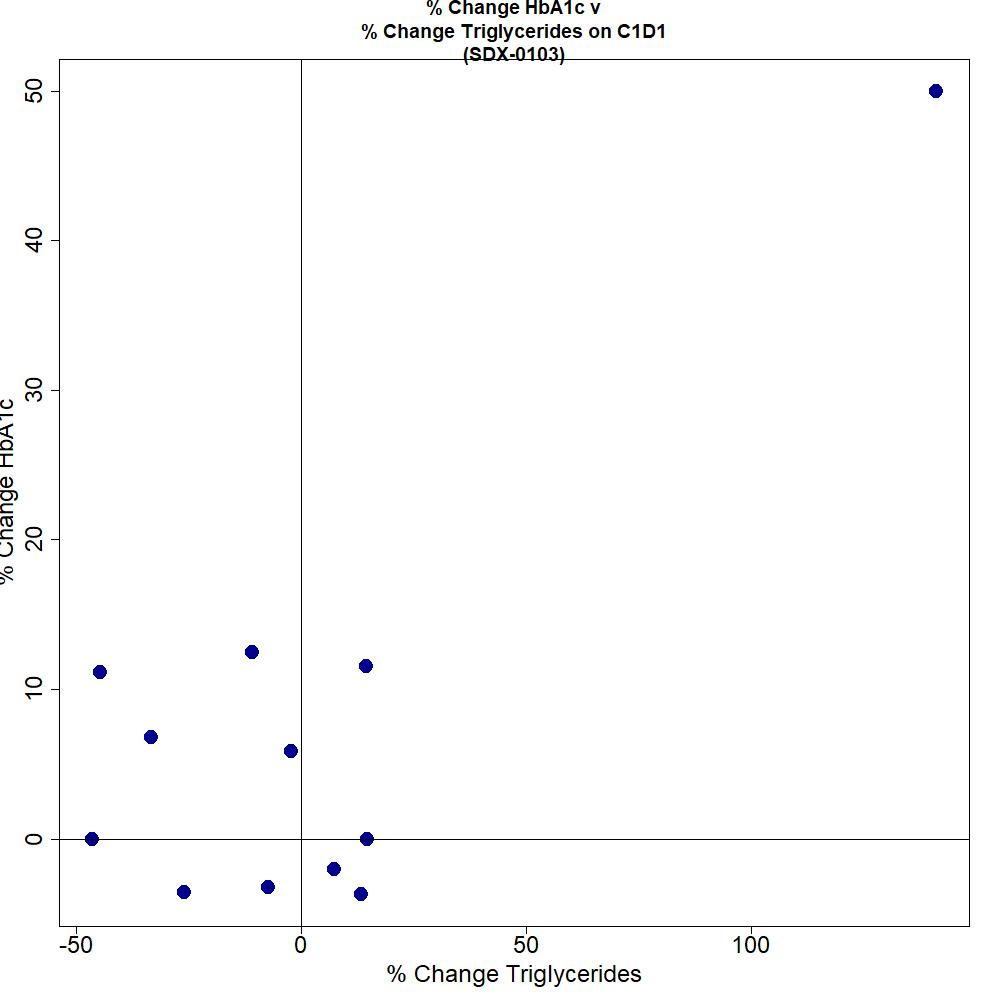 % Change HbA1c v
% Change Triglycerides on C1D1
(SDX-0103)
50
40
30
20
10
0
% Change HbA1c
-50
0
50
100
% Change Triglycerides